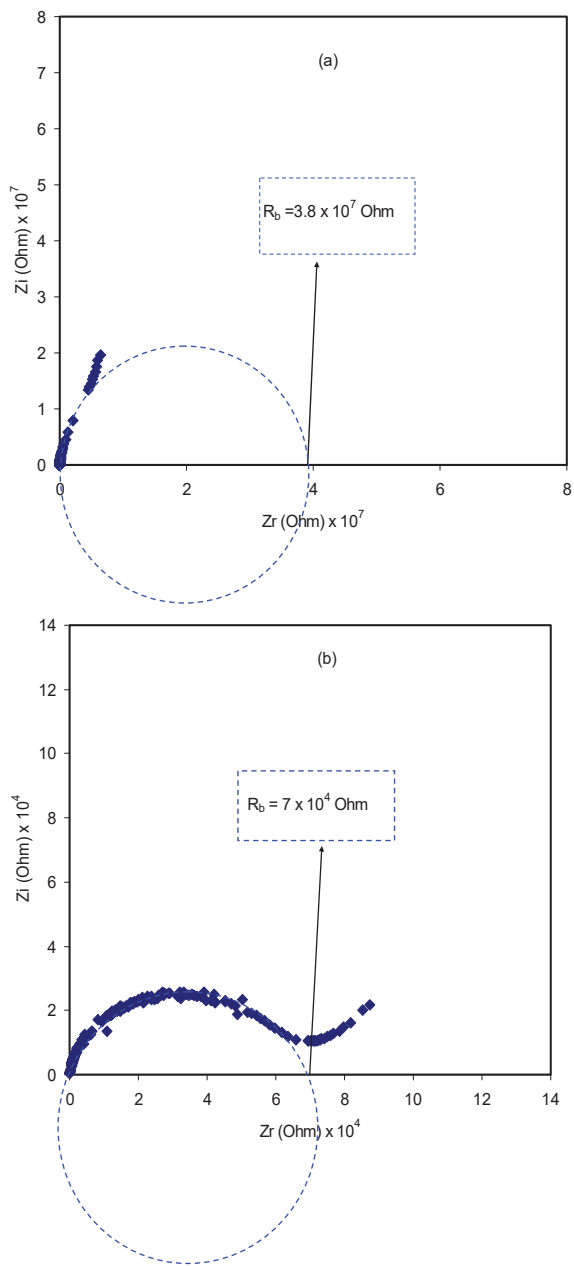 8
(a)
7
6
5
R_b =3.8 x 10^7 Ohm
4
Zi (Ohm) x 10^7
3
2
1
0
0 2 4 6 8
Zr (Ohm) x 10^7
14
(b)
12
10
R_b = 7 x 10^4 Ohm
8
Zi (Ohm) x 10^4
6
4
2
0
0 2 4 6 8 10 12 14
Zr (Ohm) x 10^4